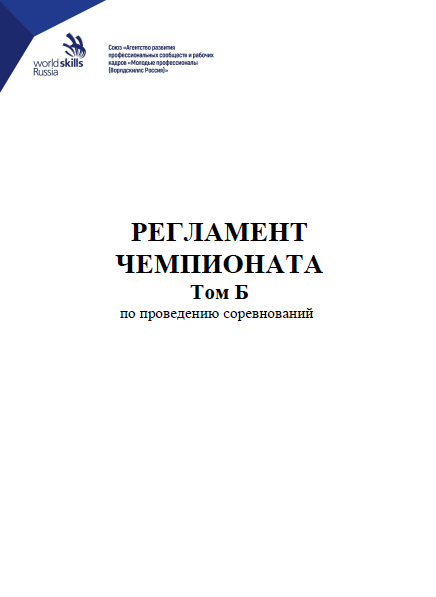 worldskills
Russia
Союз «Агентство развития
профессиональных сообществ и рабочих
кадров «Молодые профессионалы
(Ворлдскиллс Россия)»
РЕГЛАМЕНТ
ЧЕМПИОНАТА
Том Б
по проведению соревнований